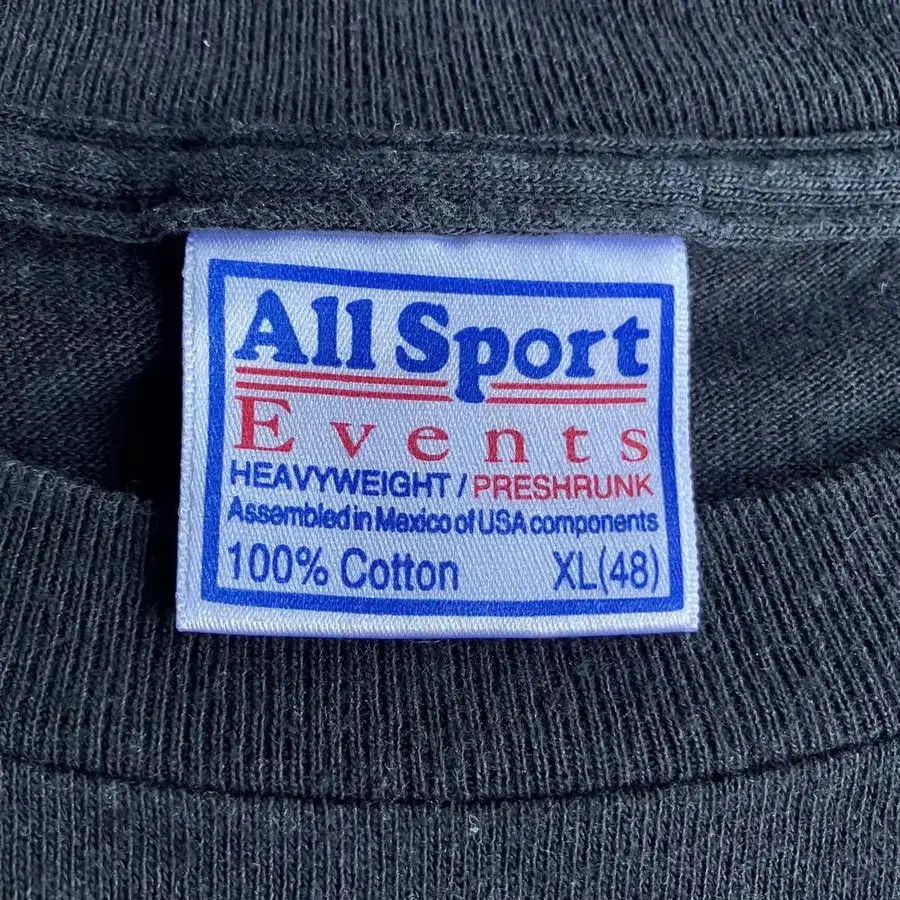 All Sport
Events
HEAVYWEIGHT / PRESHRUNK
Assembled in Mexico of USA components
100% Cotton XL(48)